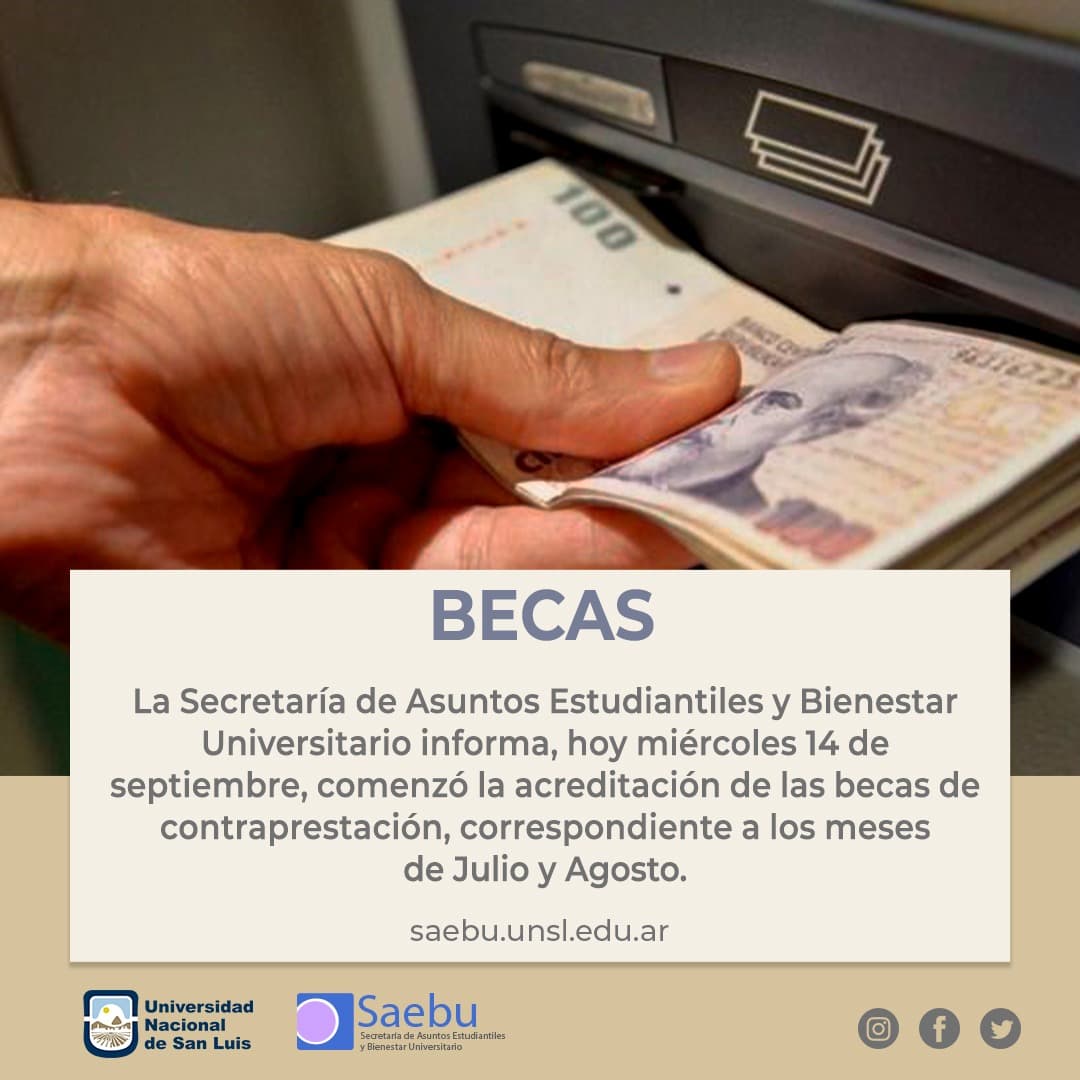 100
BECAS
La Secretaría de Asuntos Estudiantiles y Bienestar
Universitario informa, hoy miércoles 14 de
septiembre, comenzó la acreditación de las becas de
contraprestación, correspondiente a los meses
de Julio y Agosto.
saebu.unsl.edu.ar
Universidad
Nacional
de San Luis
Saebu
Secretaría de Asuntos Estudiantiles
y Bienestar Universitario